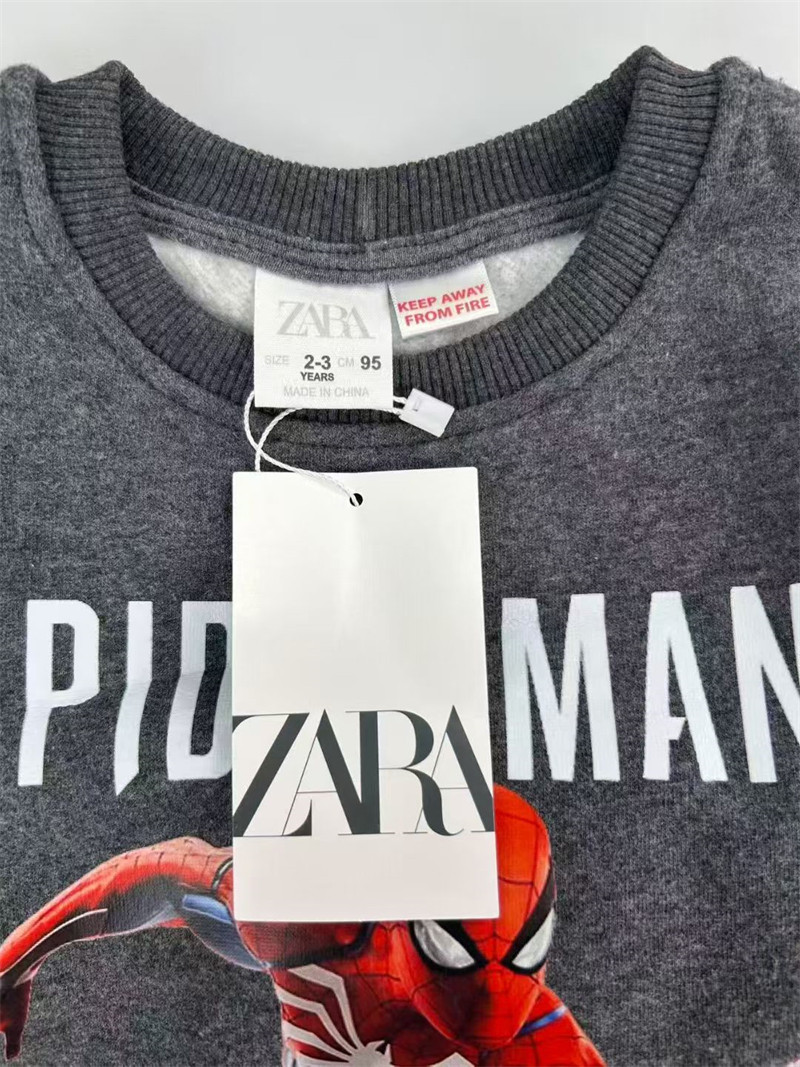 ZARA
SIZE 2-3 CM 95
YEARS
MADE IN CHINA
KEEP AWAY
FROM FIRE
PID MAN
ZARA